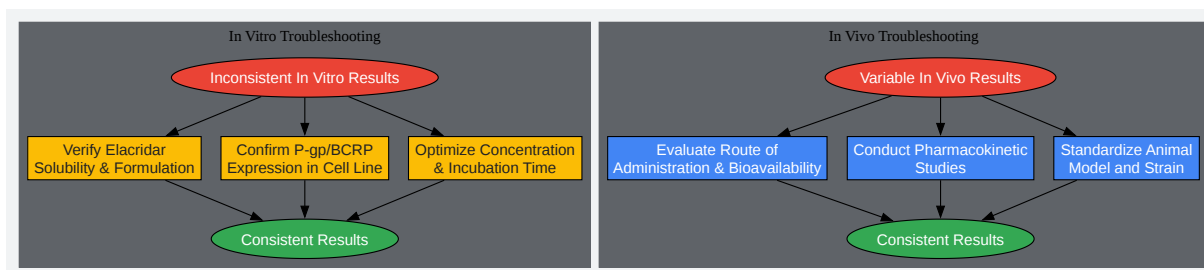 In Vitro Troubleshooting
Inconsistent In Vitro Results
Verify Elacridar
Solubility & Formulation
Confirm P-gp/BCRP
Expression in Cell Line
Optimize Concentration
& Incubation Time
Consistent Results
In Vivo Troubleshooting
Variable In Vivo Results
Evaluate Route of
Administration & Bioavailability
Conduct Pharmacokinetic
Studies
Standardize Animal
Model and Strain
Consistent Results